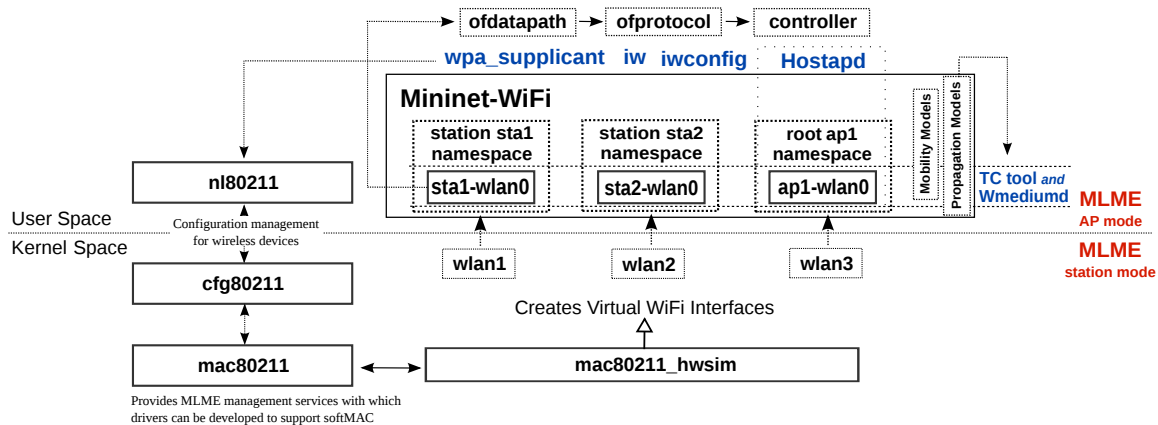 ofdatapath
ofprotocol
controller
wpa_supplicant iw iwconfig Hostapd
Mininet-WiFi
station sta1
namespace
sta1-wlan0
station sta2
namespace
sta2-wlan0
root ap1
namespace
ap1-wlan0
Mobility Models
Propagation Models
TC tool and
Wmediumd
MLME
AP mode
nl80211
User Space
Configuration management
for wireless devices
Kernel Space
MLME
station mode
wlan1
wlan2
wlan3
cfg80211
Creates Virtual WiFi Interfaces
mac80211
mac80211_hwsim
Provides MLME management services with which
drivers can be developed to support softMAC